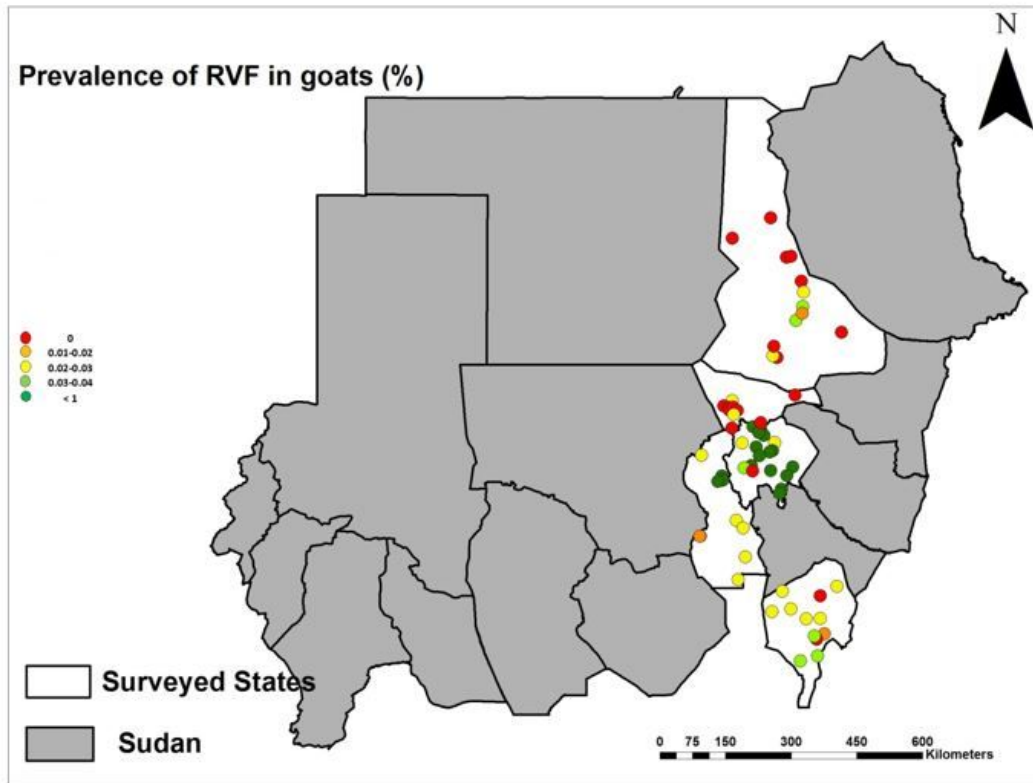 N
Prevalence of RVF in goats (%)
0
0.01-0.02
0.02-0.03
0.03-0.04
< 1
Surveyed States
Sudan
0 75 150 300 450 600
Kilometers